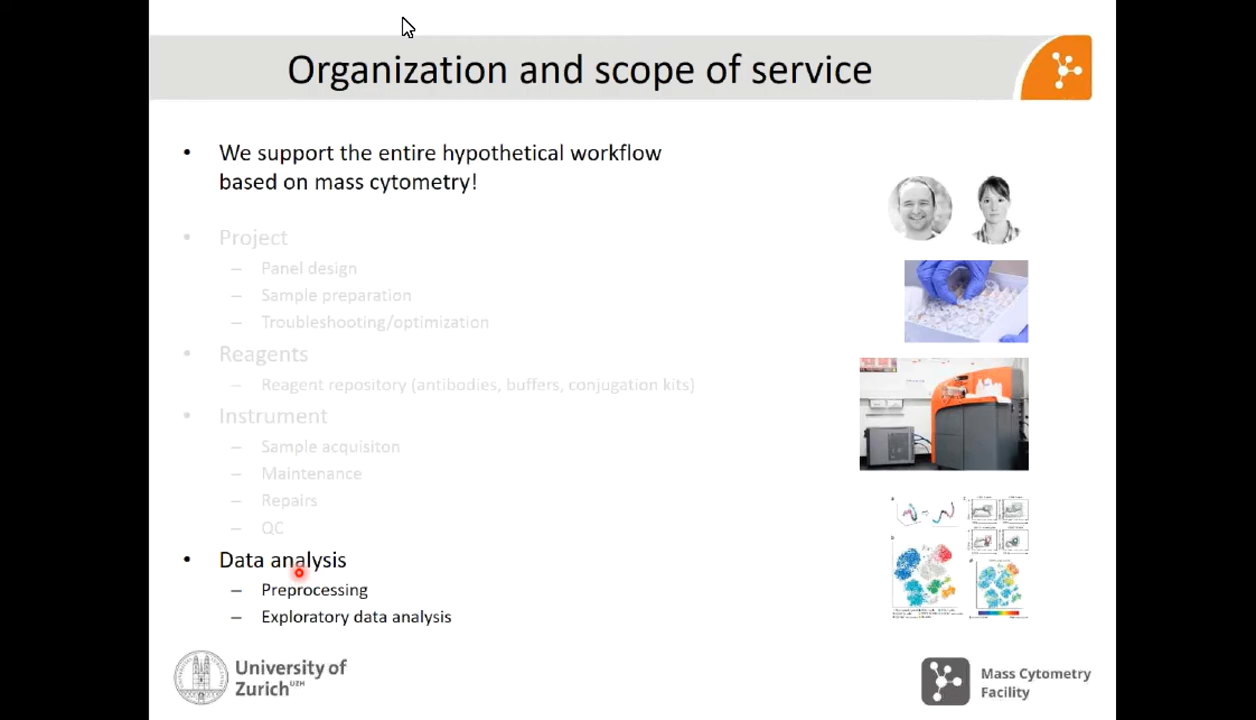 Organization and scope of service
• We support the entire hypothetical workflow
based on mass cytometry!
• Project
– Panel design
– Sample preparation
– Troubleshooting/optimization
• Reagents
– Reagent repository (antibodies, buffers, conjugation kits)
• Instrument
– Sample acquisiton
– Maintenance
– Repairs
– QC
• Data analysis
– Preprocessing
– Exploratory data analysis
University of
Zurich UZH
Mass Cytometry
Facility